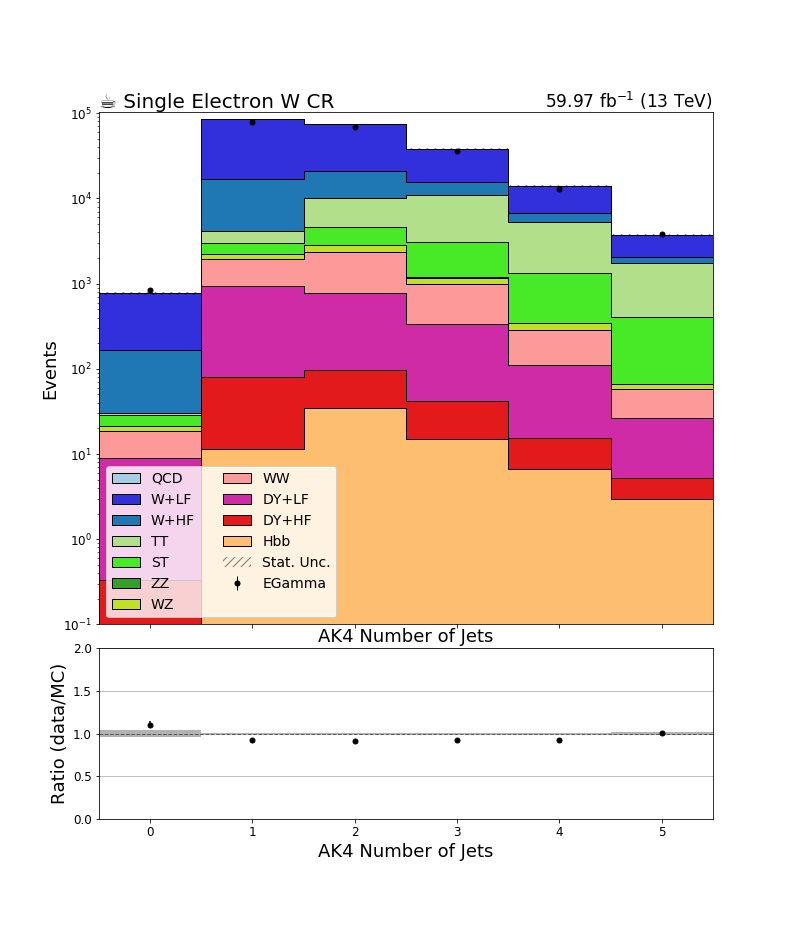 ☕ Single Electron W CR
59.97 fb⁻¹ (13 TeV)
Events
10⁵
10⁴
10³
10²
10¹
10⁰
10⁻¹
QCD
W+LF
W+HF
TT
ST
ZZ
WZ
WW
DY+LF
DY+HF
Hbb
Stat. Unc.
EGamma
AK4 Number of Jets
Ratio (data/MC)
2.0
1.5
1.0
0.5
0.0
0 1 2 3 4 5
AK4 Number of Jets